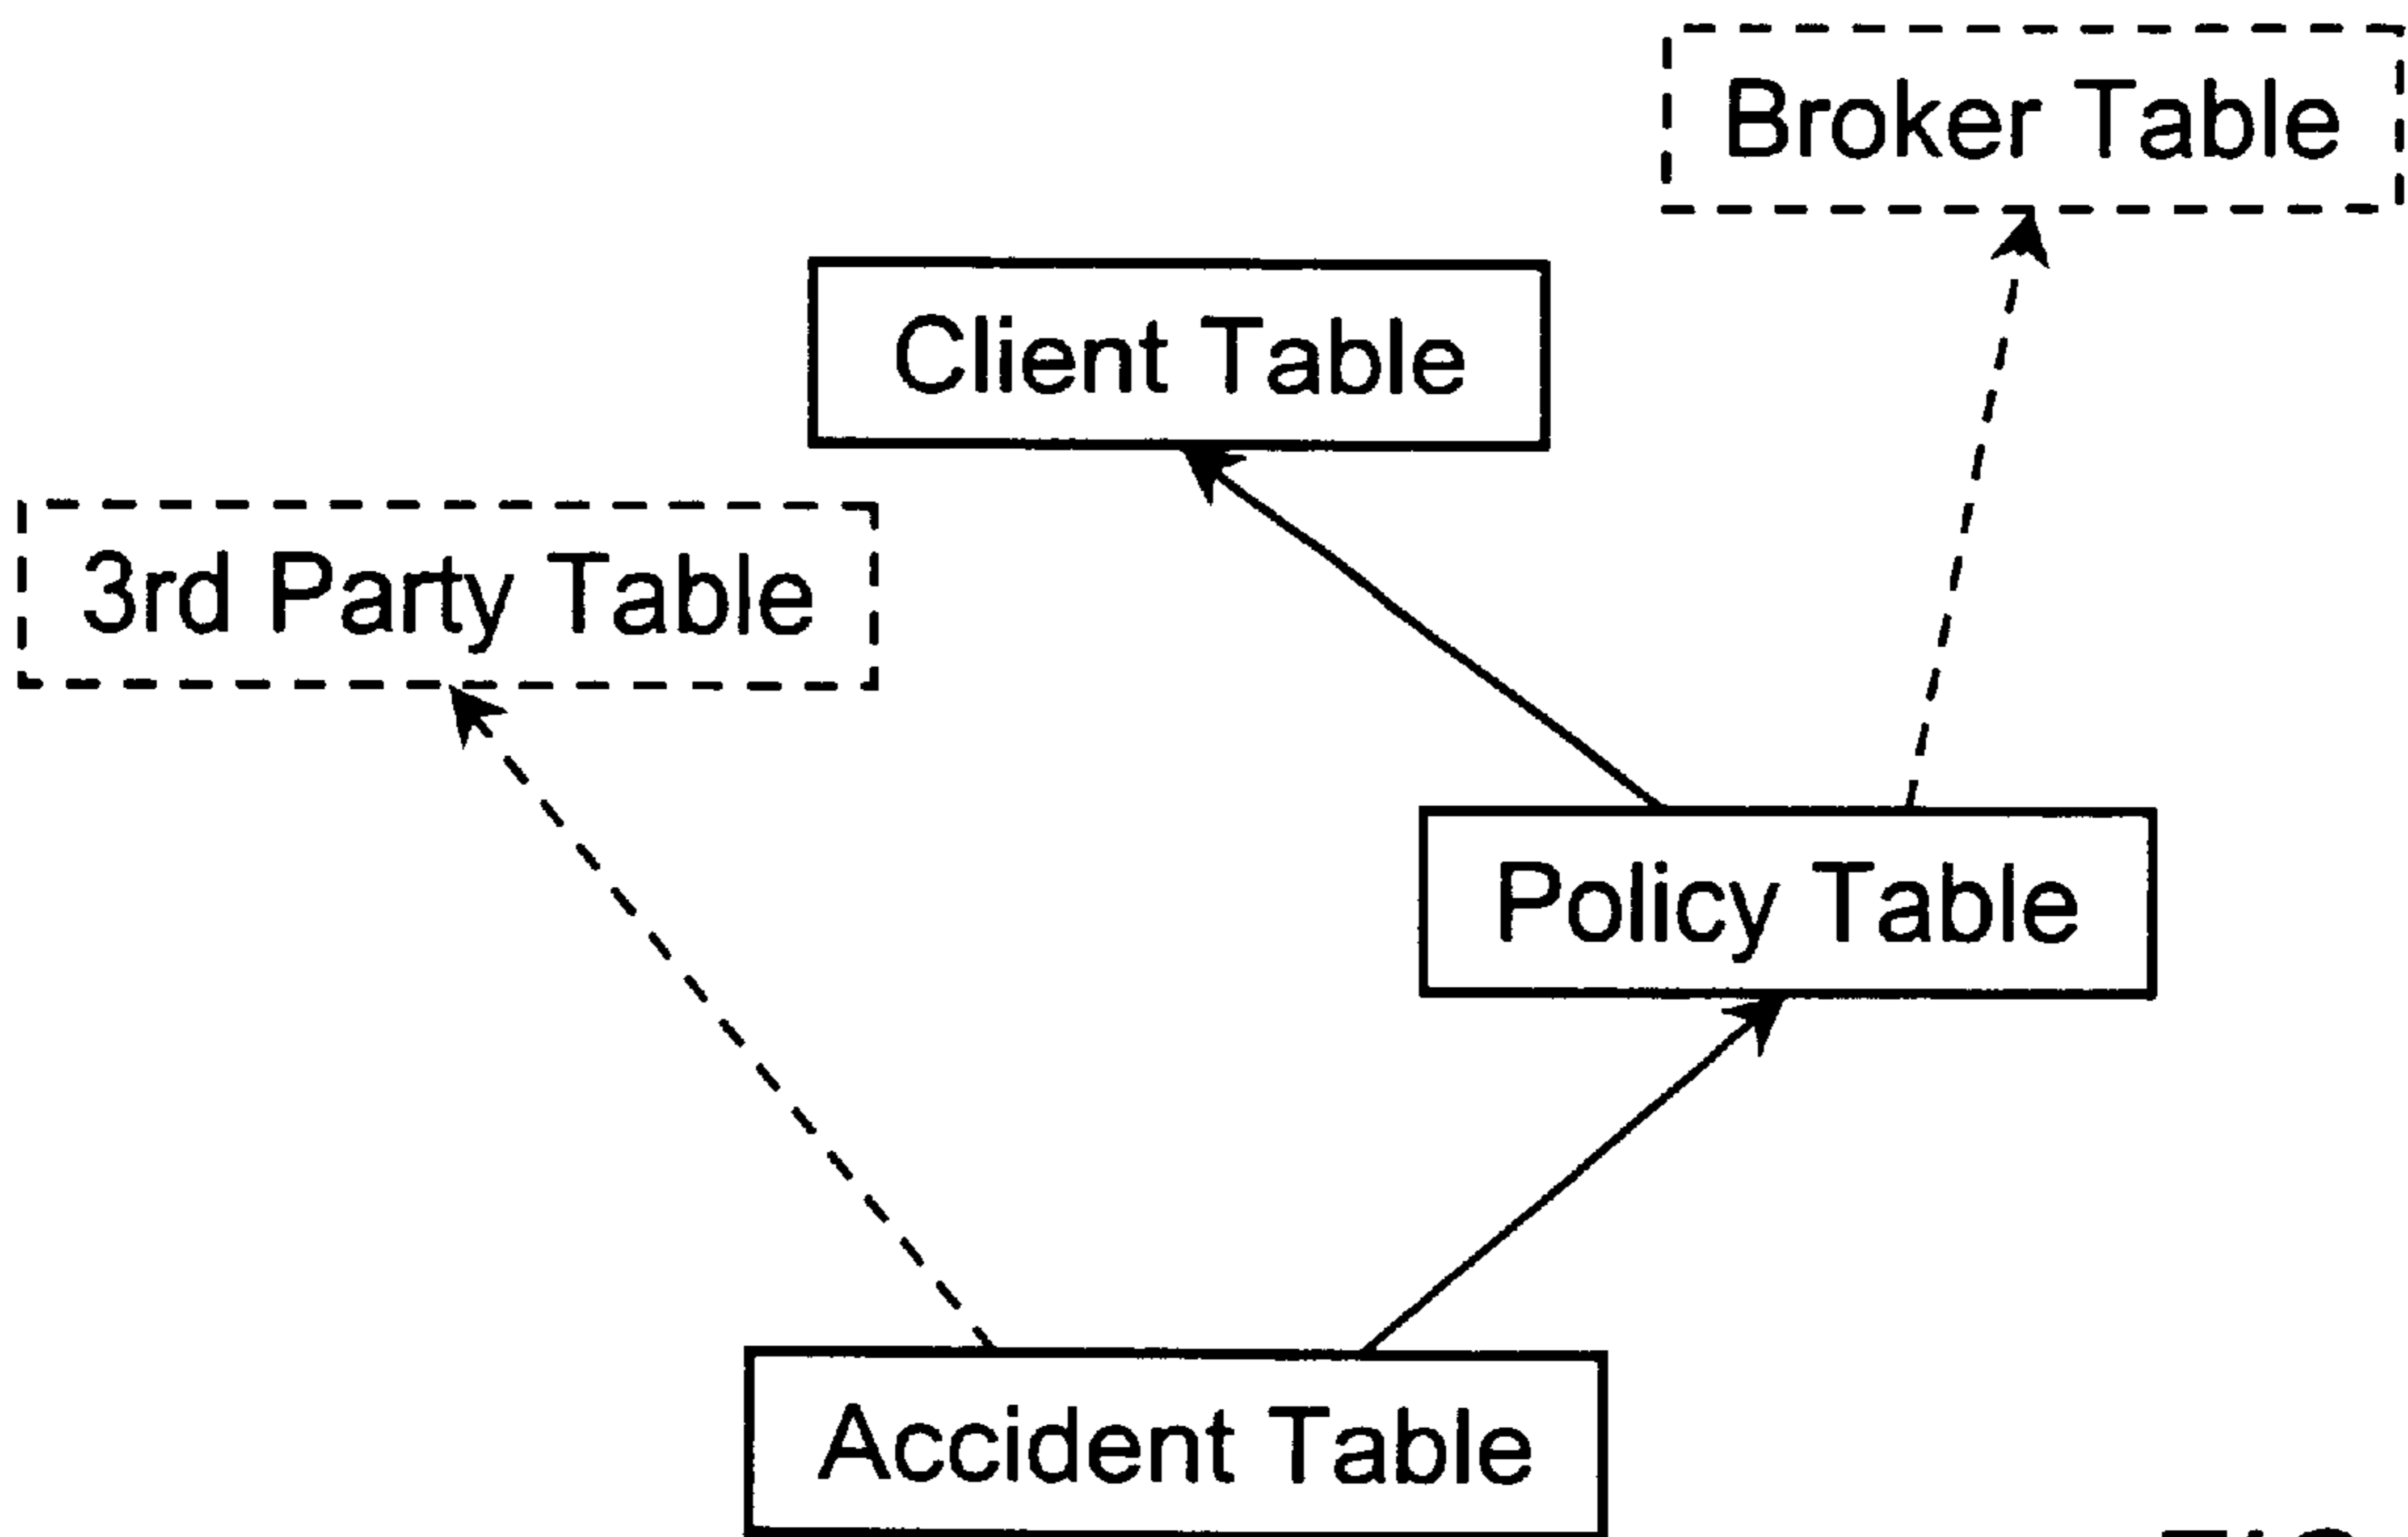 Broker Table
Client Table
3rd Party Table
Policy Table
Accident Table